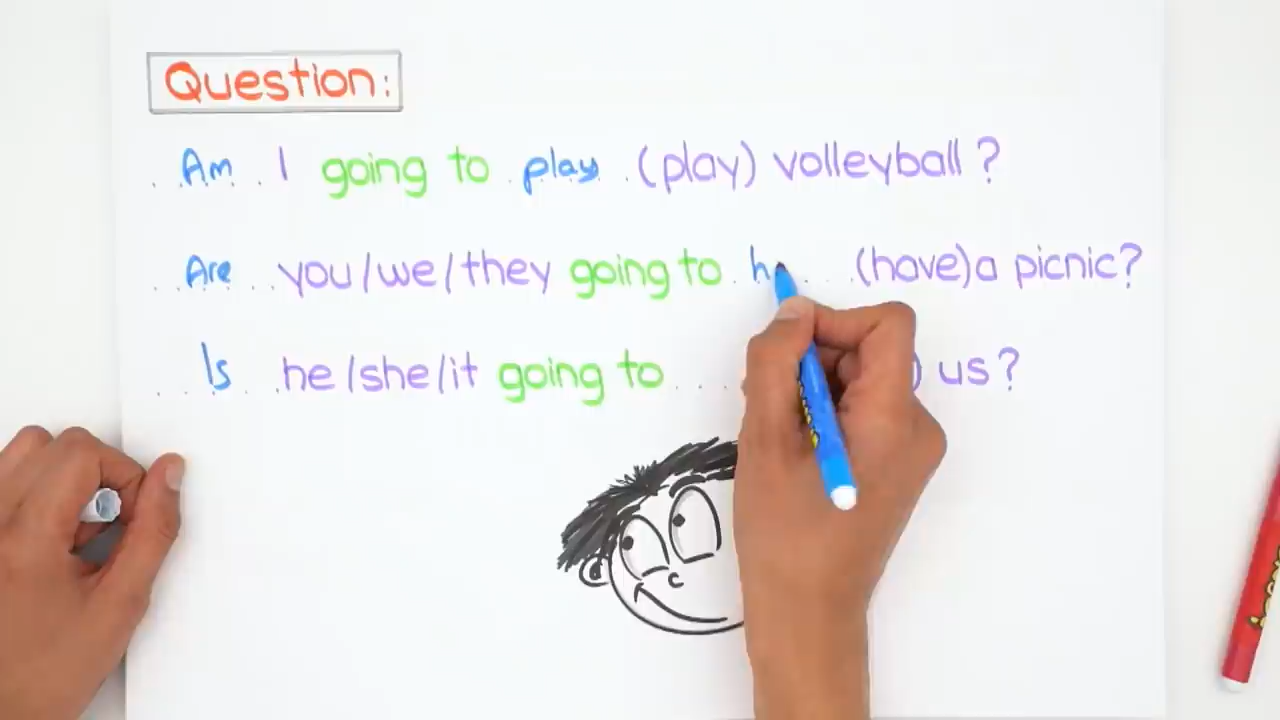 Question:
Am I going to play (play) volleyball?
Are you/we/they going to h (have) a picnic?
Is he/she/it going to ) us?